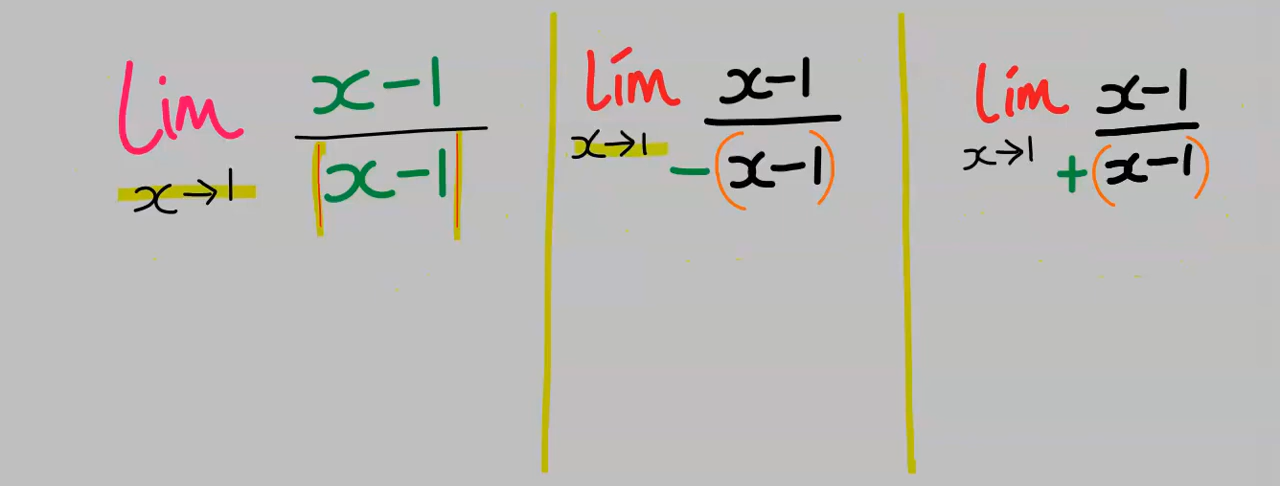 Lim x→1 x-1 / |x-1|
Lim x→1 x-1 / -(x-1)
Lim x→1 x-1 / +(x-1)